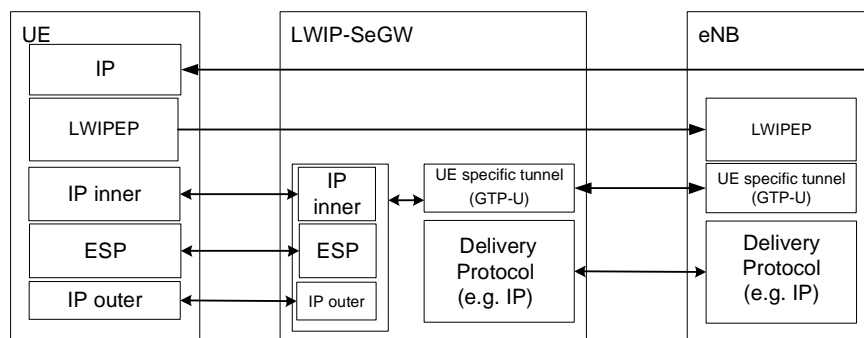 UE
LWIP-SeGW
eNB
IP
LWIPEP
LWIPEP
IP inner
IP
inner
UE specific tunnel
(GTP-U)
UE specific tunnel
(GTP-U)
ESP
ESP
Delivery
Protocol
(e.g. IP)
Delivery
Protocol
(e.g. IP)
IP outer
IP outer